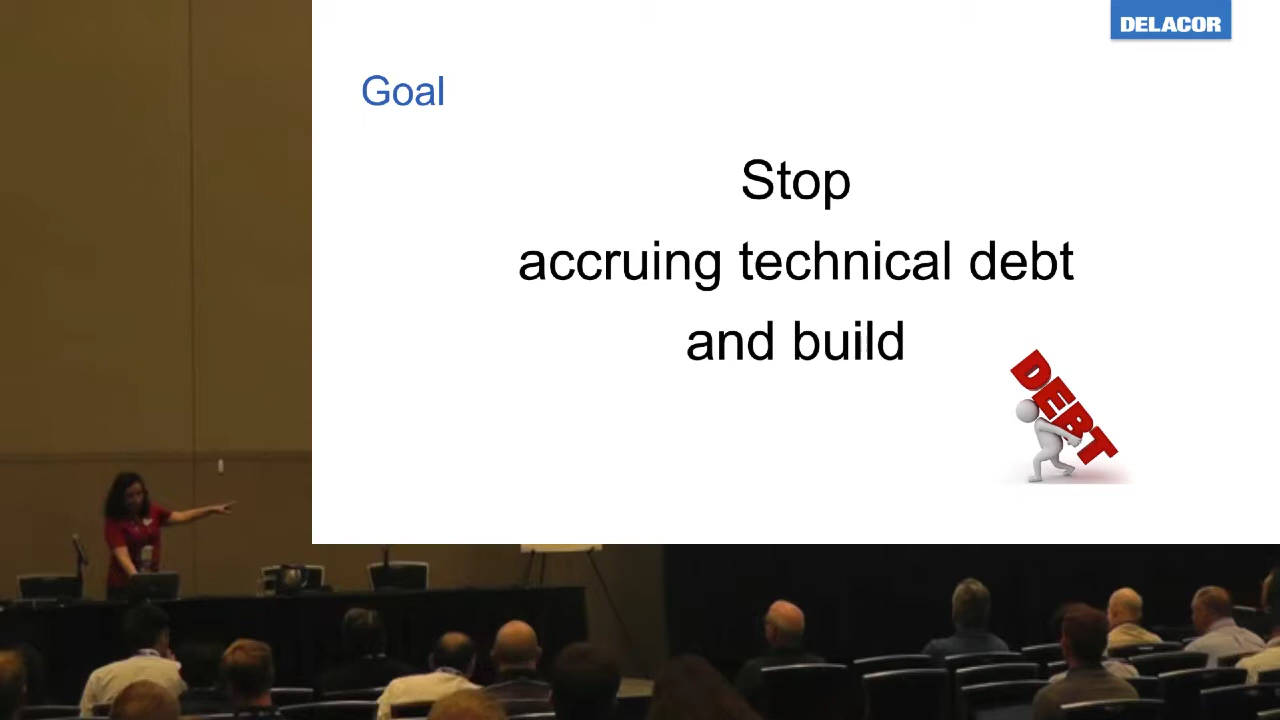 DELACOR
Goal
Stop
accruing technical debt
and build
DEBT